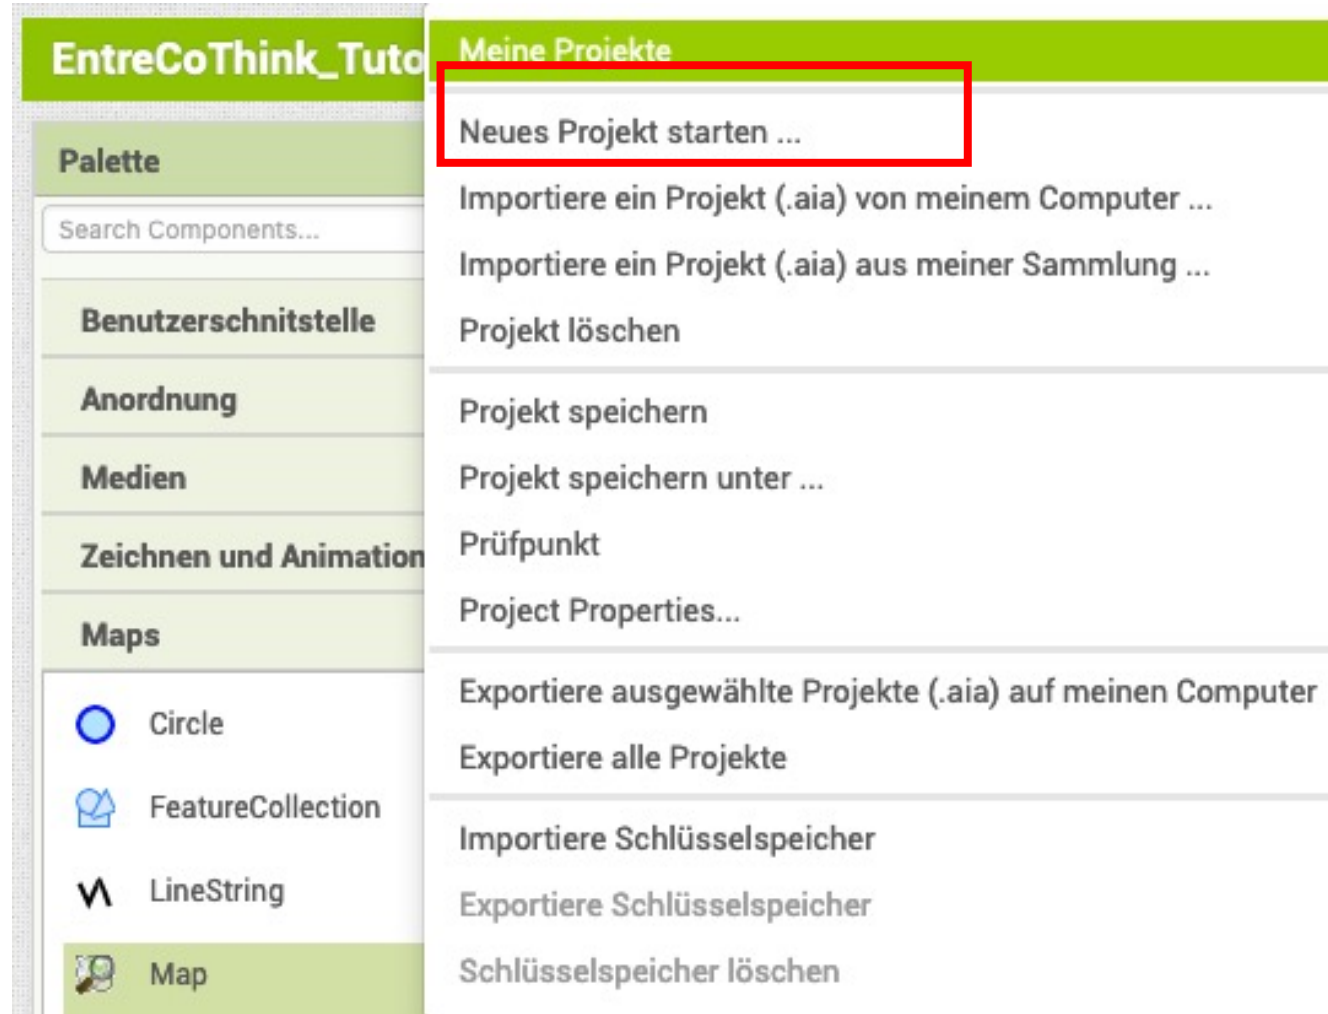 EntreCoThink_Tuto
Palette
Search Components...
Benutzerschnitstelle
Anordnung
Medien
Zeichnen und Animation
Maps
Circle
FeatureCollection
LineString
Map
Meine Projekte
Neues Projekt starten ...
Importiere ein Projekt (.aia) von meinem Computer ...
Importiere ein Projekt (.aia) aus meiner Sammlung ...
Projekt löschen
Projekt speichern
Projekt speichern unter ...
Prüfpunkt
Project Properties...
Exportiere ausgewählte Projekte (.aia) auf meinen Computer
Exportiere alle Projekte
Importiere Schlüsselspeicher
Exportiere Schlüsselspeicher
Schlüsselspeicher löschen